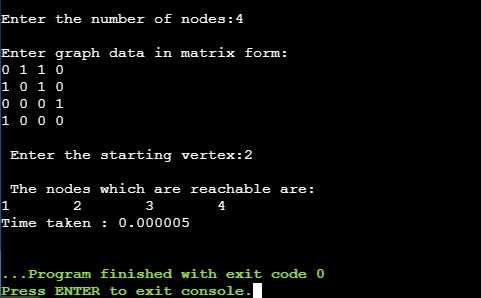 Enter the number of nodes:4
Enter graph data in matrix form:
0 1 1 0
1 0 1 0
0 0 0 1
1 0 0 0
Enter the starting vertex:2
The nodes which are reachable are:
1 2 3 4
Time taken : 0.000005
...Program finished with exit code 0
Press ENTER to exit console.